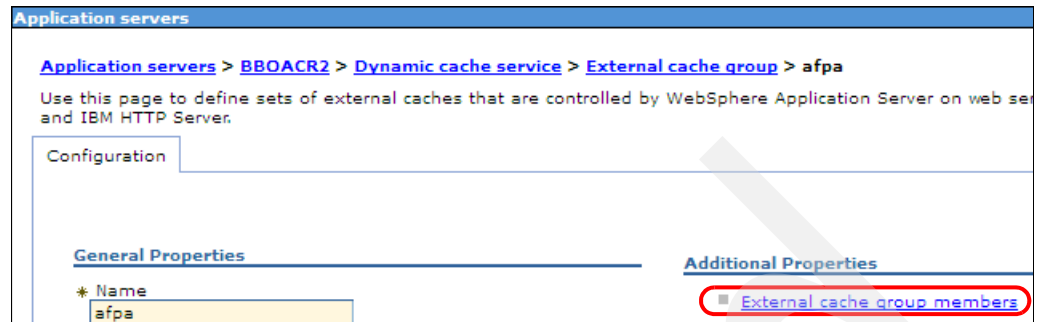 Application servers
Application servers > BBOACR2 > Dynamic cache service > External cache group > afpa
Use this page to define sets of external caches that are controlled by WebSphere Application Server on web
and IBM HTTP Server.
Configuration
General Properties
Additional Properties
Name
External cache group members
afpa